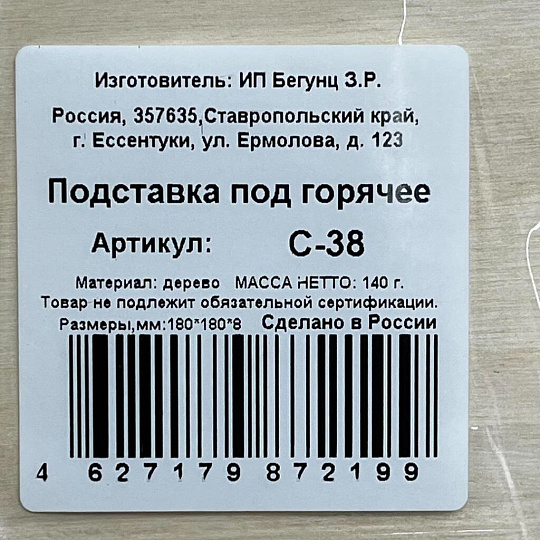 Изготовитель: ИП Бегунц З.Р.
Россия, 357635,Ставропольский край,
г. Ессентуки, ул. Ермолова, д. 123
Подставка под горячее
Артикул: С-38
Материал: дерево МАССА НЕТТО: 140 г.
Товар не подлежит обязательной сертификации.
Размеры,мм:180*180*8 Сделано в России
4 627179 872199